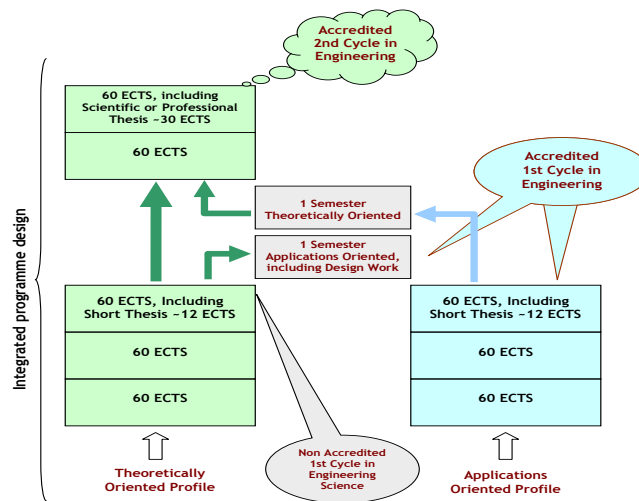 Accredited
2nd Cycle in
Engineering
60 ECTS, including
Scientific or Professional
Thesis ~30 ECTS
60 ECTS
Accredited
1st Cycle in
Engineering
1 Semester
Theoretically Oriented
1 Semester
Applications Oriented,
including Design Work
Integrated programme design
60 ECTS, Including
Short Thesis ~12 ECTS
60 ECTS
60 ECTS
60 ECTS, Including
Short Thesis ~12 ECTS
60 ECTS
60 ECTS
Non Accredited
1st Cycle in
Engineering
Science
Theoretically
Oriented Profile
Applications
Oriented Profile